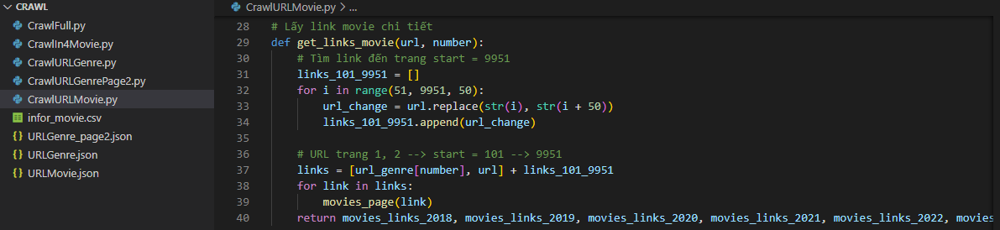 CRAWL
CrawlFull.py
CrawlIn4Movie.py
CrawlURLGenre.py
CrawlURLGenrePage2.py
CrawlURLMovie.py
infor_movie.csv
{} URLGenre_page2.json
{} URLGenre.json
{} URLMovie.json
CrawlURLMovie.py > ...
28 # Lấy link movie chi tiết
29 def get_links_movie(url, number):
30 # Tìm link đến trang start = 9951
31 links_101_9951 = []
32 for i in range(51, 9951, 50):
33 url_change = url.replace(str(i), str(i + 50))
34 links_101_9951.append(url_change)
35
36 # URL trang 1, 2 --> start = 101 --> 9951
37 links = [url_genre[number], url] + links_101_9951
38 for link in links:
39 movies_page(link)
40 return movies_links_2018, movies_links_2019, movies_links_2020, movies_links_2021, movies_links_2022, movies